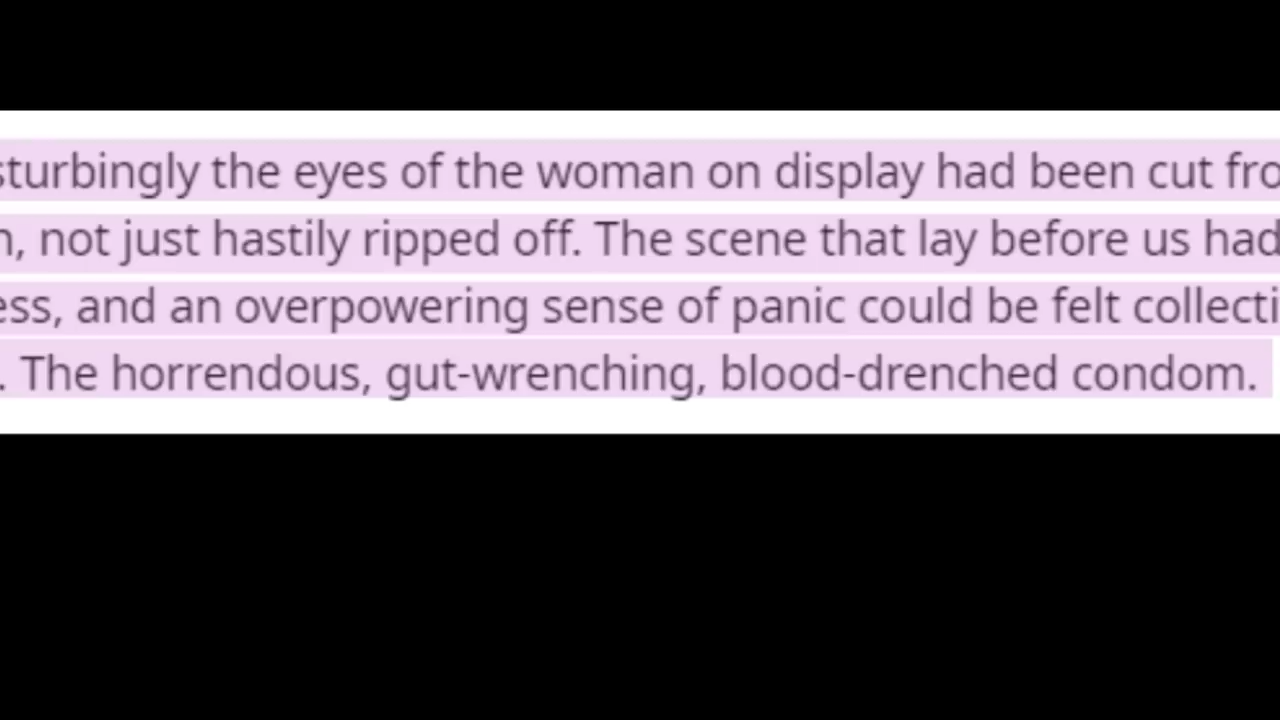 sturbingly the eyes of the woman on display had been cut fro
n, not just hastily ripped off. The scene that lay before us had
ess, and an overpowering sense of panic could be felt collecti
. The horrendous, gut-wrenching, blood-drenched condom.